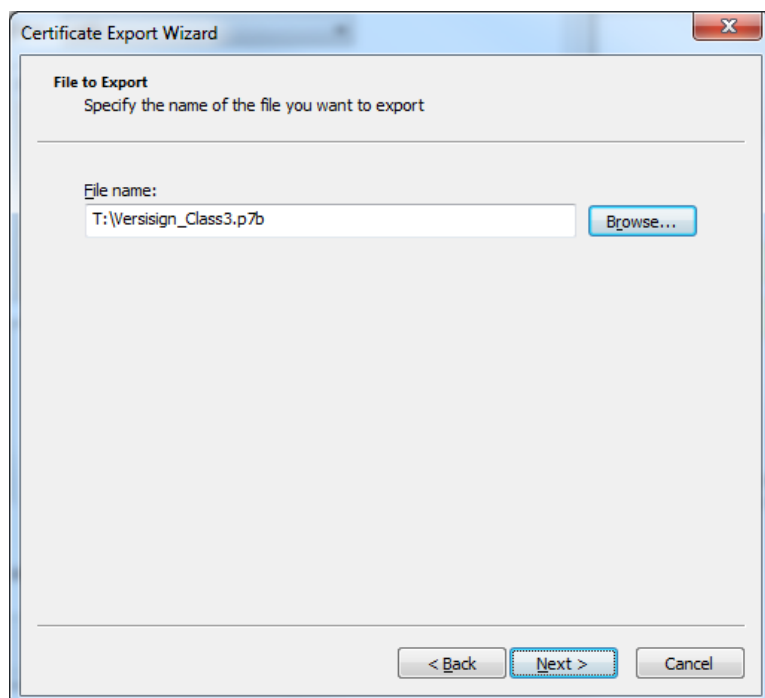 Certificate Export Wizard
File to Export
Specify the name of the file you want to export
File name:
T:\Versisign_Class3.p7b
Browse...
< Back
Next >
Cancel